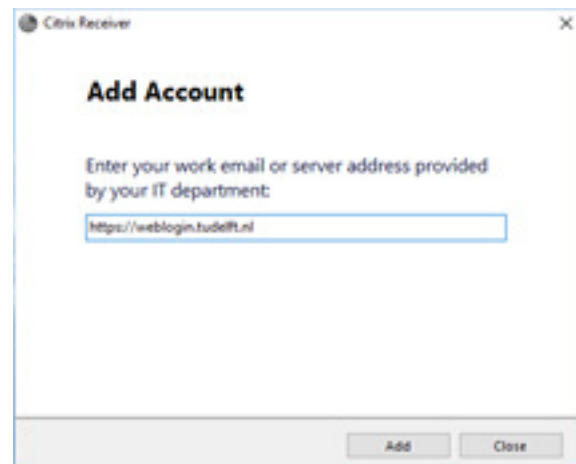 Citrix Receiver
Add Account
Enter your work email or server address provided
by your IT department:
https://weblogin.tudelft.nl
Add
Close